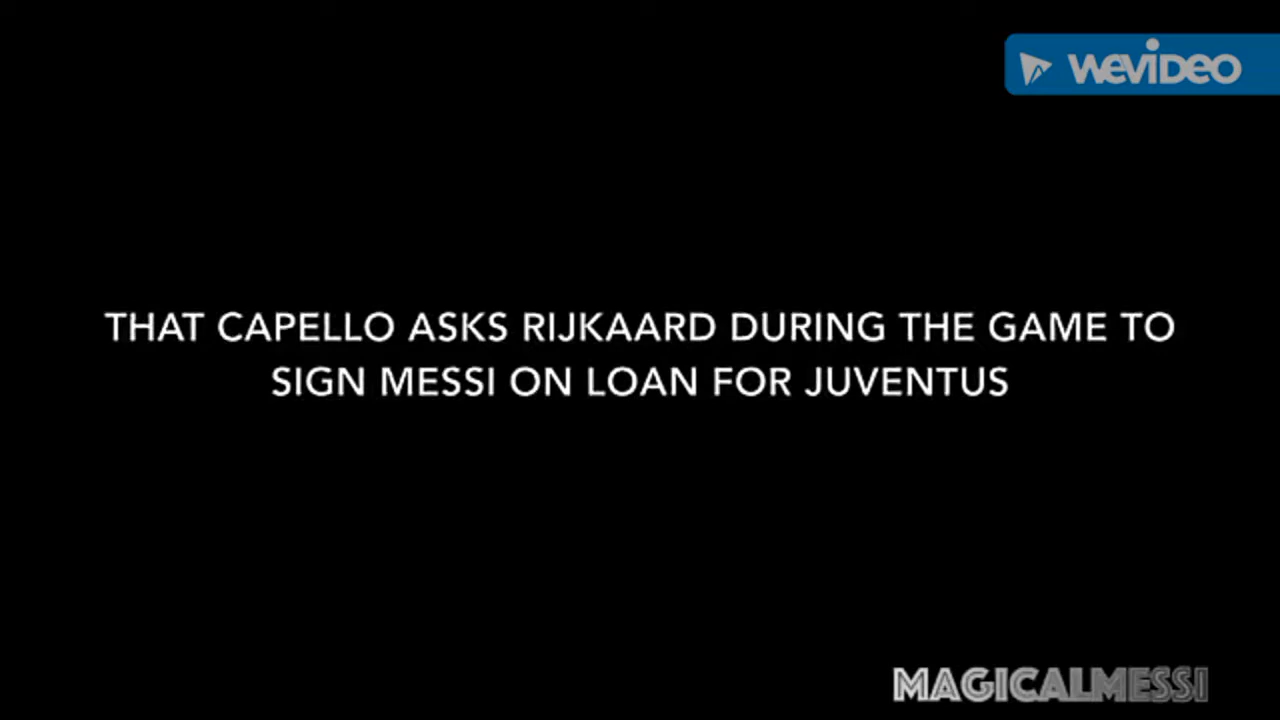 WEVIDEO
THAT CAPELLO ASKS RIJKAARD DURING THE GAME TO
SIGN MESSI ON LOAN FOR JUVENTUS
MAGICALMESSI